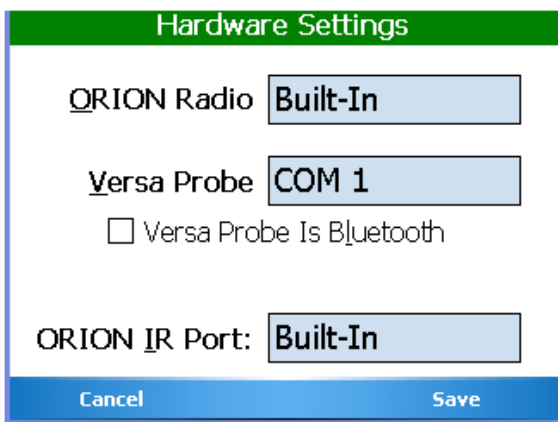 Hardware Settings
ORION Radio Built-In
Versa Probe COM 1
Versa Probe Is Bluetooth
ORION IR Port: Built-In
Cancel Save